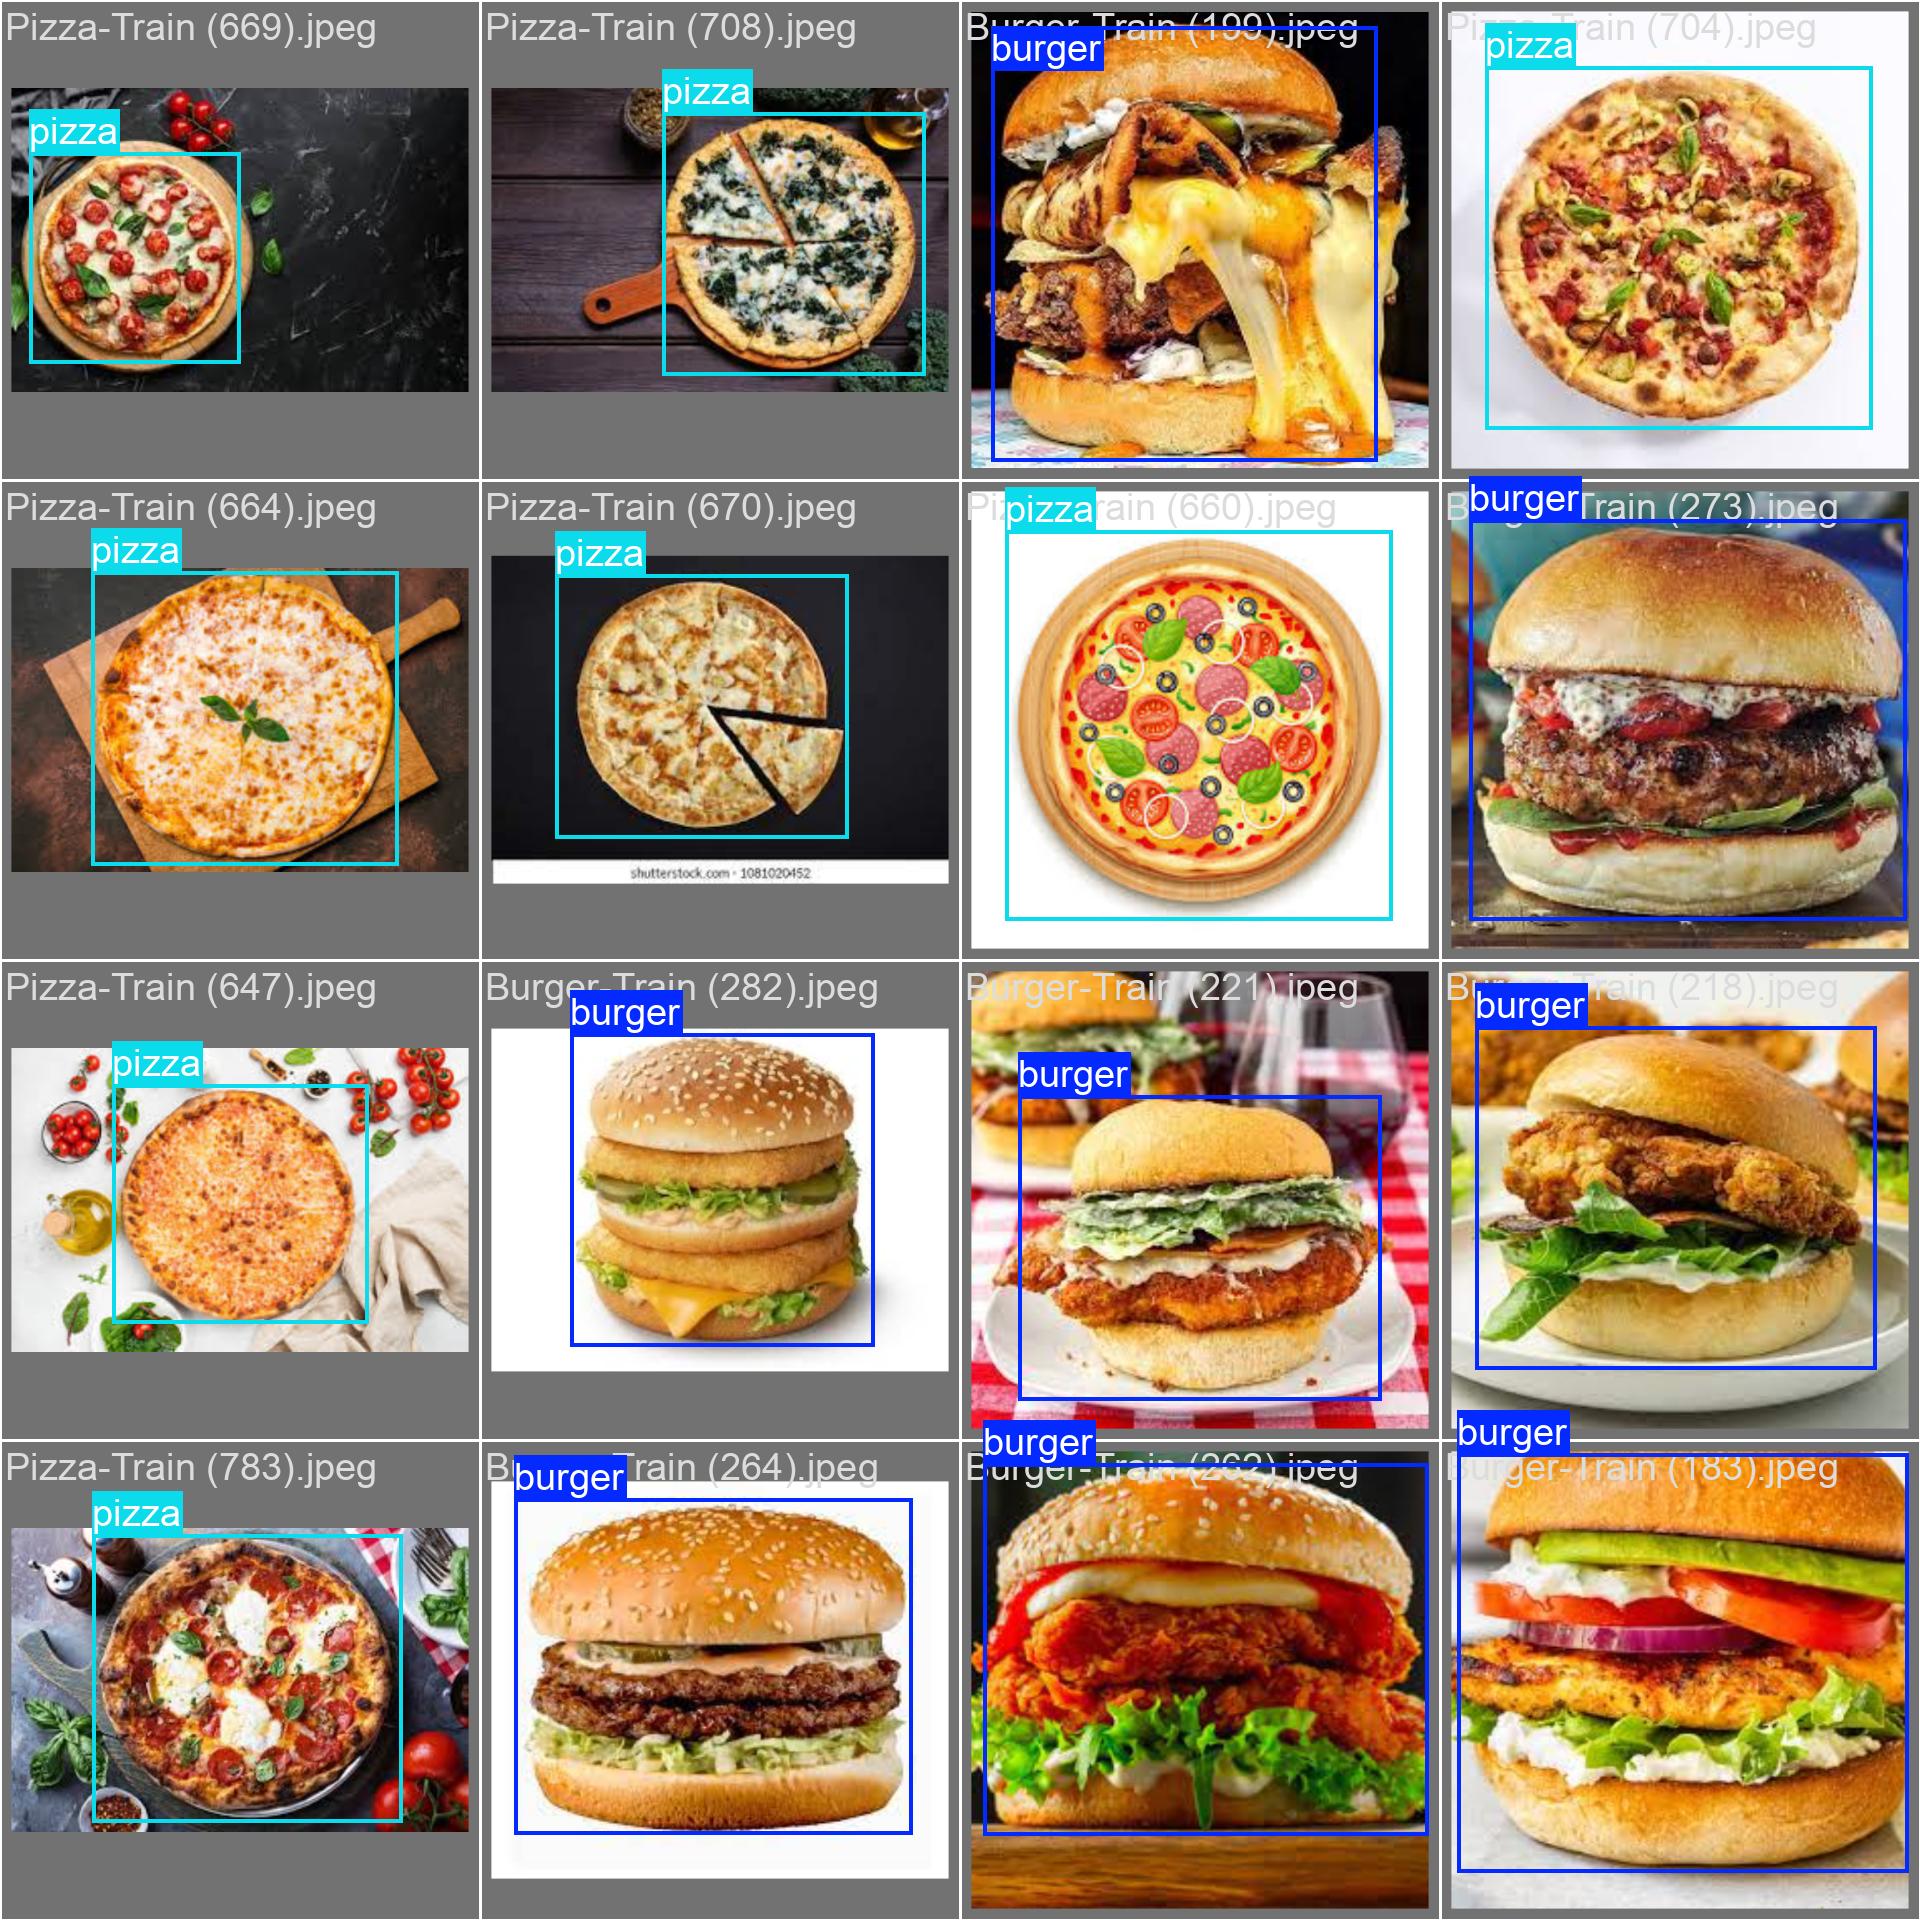 Pizza-Train (669).jpeg
pizza
Pizza-Train (708).jpeg
pizza
Burger-Train (199).jpeg
burger
Pizza-Train (704).jpeg
pizza
Pizza-Train (664).jpeg
pizza
Pizza-Train (670).jpeg
pizza
shutterstock.com · 1081020452
Pizza-Train (660).jpeg
pizza
Burger-Train (273).jpeg
burger
Pizza-Train (647).jpeg
pizza
Burger-Train (282).jpeg
burger
Burger-Train (221).jpeg
burger
Burger-Train (218).jpeg
burger
Pizza-Train (783).jpeg
pizza
Burger-Train (264).jpeg
burger
Burger-Train (262).jpeg
burger
Burger-Train (183).jpeg
burger